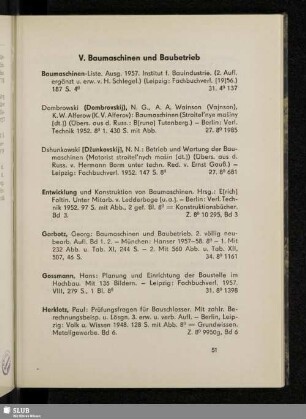 V. Baumaschinen und Baubetrieb
Baumaschinen-Liste. Ausg. 1957. Institut f. Bauindustrie. (2. Aufl.
ergänzt u. erw. v. H. Schlegel.) (Leipzig: Fachbuchverl. (19)56.)
187 S. 4° 31. 4° 137
Dombrowski (Dombrovskij), N. G., A. A. Wainson (Vajnson),
K. W. Alferow (K. V. Alferov): Baumaschinen (Stroitel'nye mašiny
(dt.)) (Übers. aus d. Russ.: B[runo] Tutenberg.) – Berlin: Verl.
Technik 1952. 8° 1. 430 S. mit Abb. 27. 8° 1985
Dshunkowski (Džunkovskij), N.: Betrieb und Wartung der Bau-
maschinen (Motorist stroitel'nych mašin (dt.)) (Übers. aus d.
Russ. v. Hermann Borm unter techn. Red. v. Ernst Gauß.) –
Leipzig: Fachbuchverl. 1952. 147 S. 8° 27. 8° 681
Entwicklung und Konstruktion von Baumaschinen. Hrsg.: E[rich]
Faltin. Unter Mitarb. v. Ledderboge (u. a.). – Berlin: Verl. Tech-
nik 1952. 97 S. mit Abb., 2 gef. Bl. 8° = Konstruktionsbücher.
Bd 3. Z. 8° 10 295, Bd 3
Garbotz, Georg: Baumaschinen und Baubetrieb. 2. völlig neu-
bearb. Aufl. Bd 1. 2. – München: Hanser 1957–58. 8° – 1. Mit
232 Abb. u. Tab. XI, 244 S. – 2. Mit 560 Abb. u. Tab. XII,
507, 46 S. 34. 8° 1161
Gassmann, Hans: Planung und Einrichtung der Baustelle im
Hochbau. Mit 135 Bildern. – Leipzig: Fachbuchverl. 1957.
VIII, 279 S., 1 Bl. 8° 31. 8° 1398
Herklotz, Paul: Prüfungsfragen für Bauschlosser. Mit zahlr. Be-
rechnungsbeisp. u. Lösgn. 3. erw. u. verb. Aufl. – Berlin, Leip-
zig: Volk u. Wissen 1948. 128 S. mit Abb. 8° = Grundwissen.
Metallgewerbe. Bd 6. Z. 8° 9950g, Bd 6
51
SLUB
Wir führen Wissen.